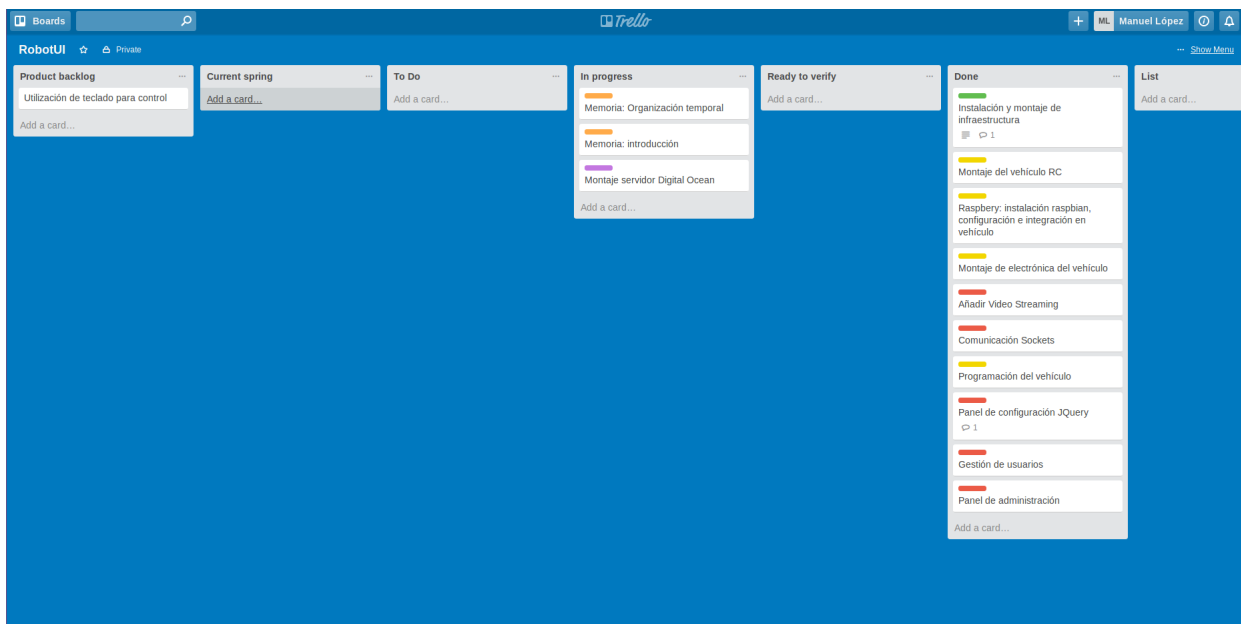 Boards
Trello
+
ML Manuel López
RobotUI
Private
... Show Menu
Product backlog ...
Utilización de teclado para control
Add a card...
Current spring ...
Add a card...
To Do ...
Add a card...
In progress ...
Memoria: Organización temporal
Memoria: introducción
Montaje servidor Digital Ocean
Add a card...
Ready to verify ...
Add a card...
Done ...
Instalación y montaje de
infraestructura
1
Montaje del vehículo RC
Raspbery: instalación raspbian,
configuración e integración en
vehículo
Montaje de electrónica del vehículo
Añadir Video Streaming
Comunicación Sockets
Programación del vehículo
Panel de configuración JQuery
1
Gestión de usuarios
Panel de administración
Add a card...
List
Add a card...